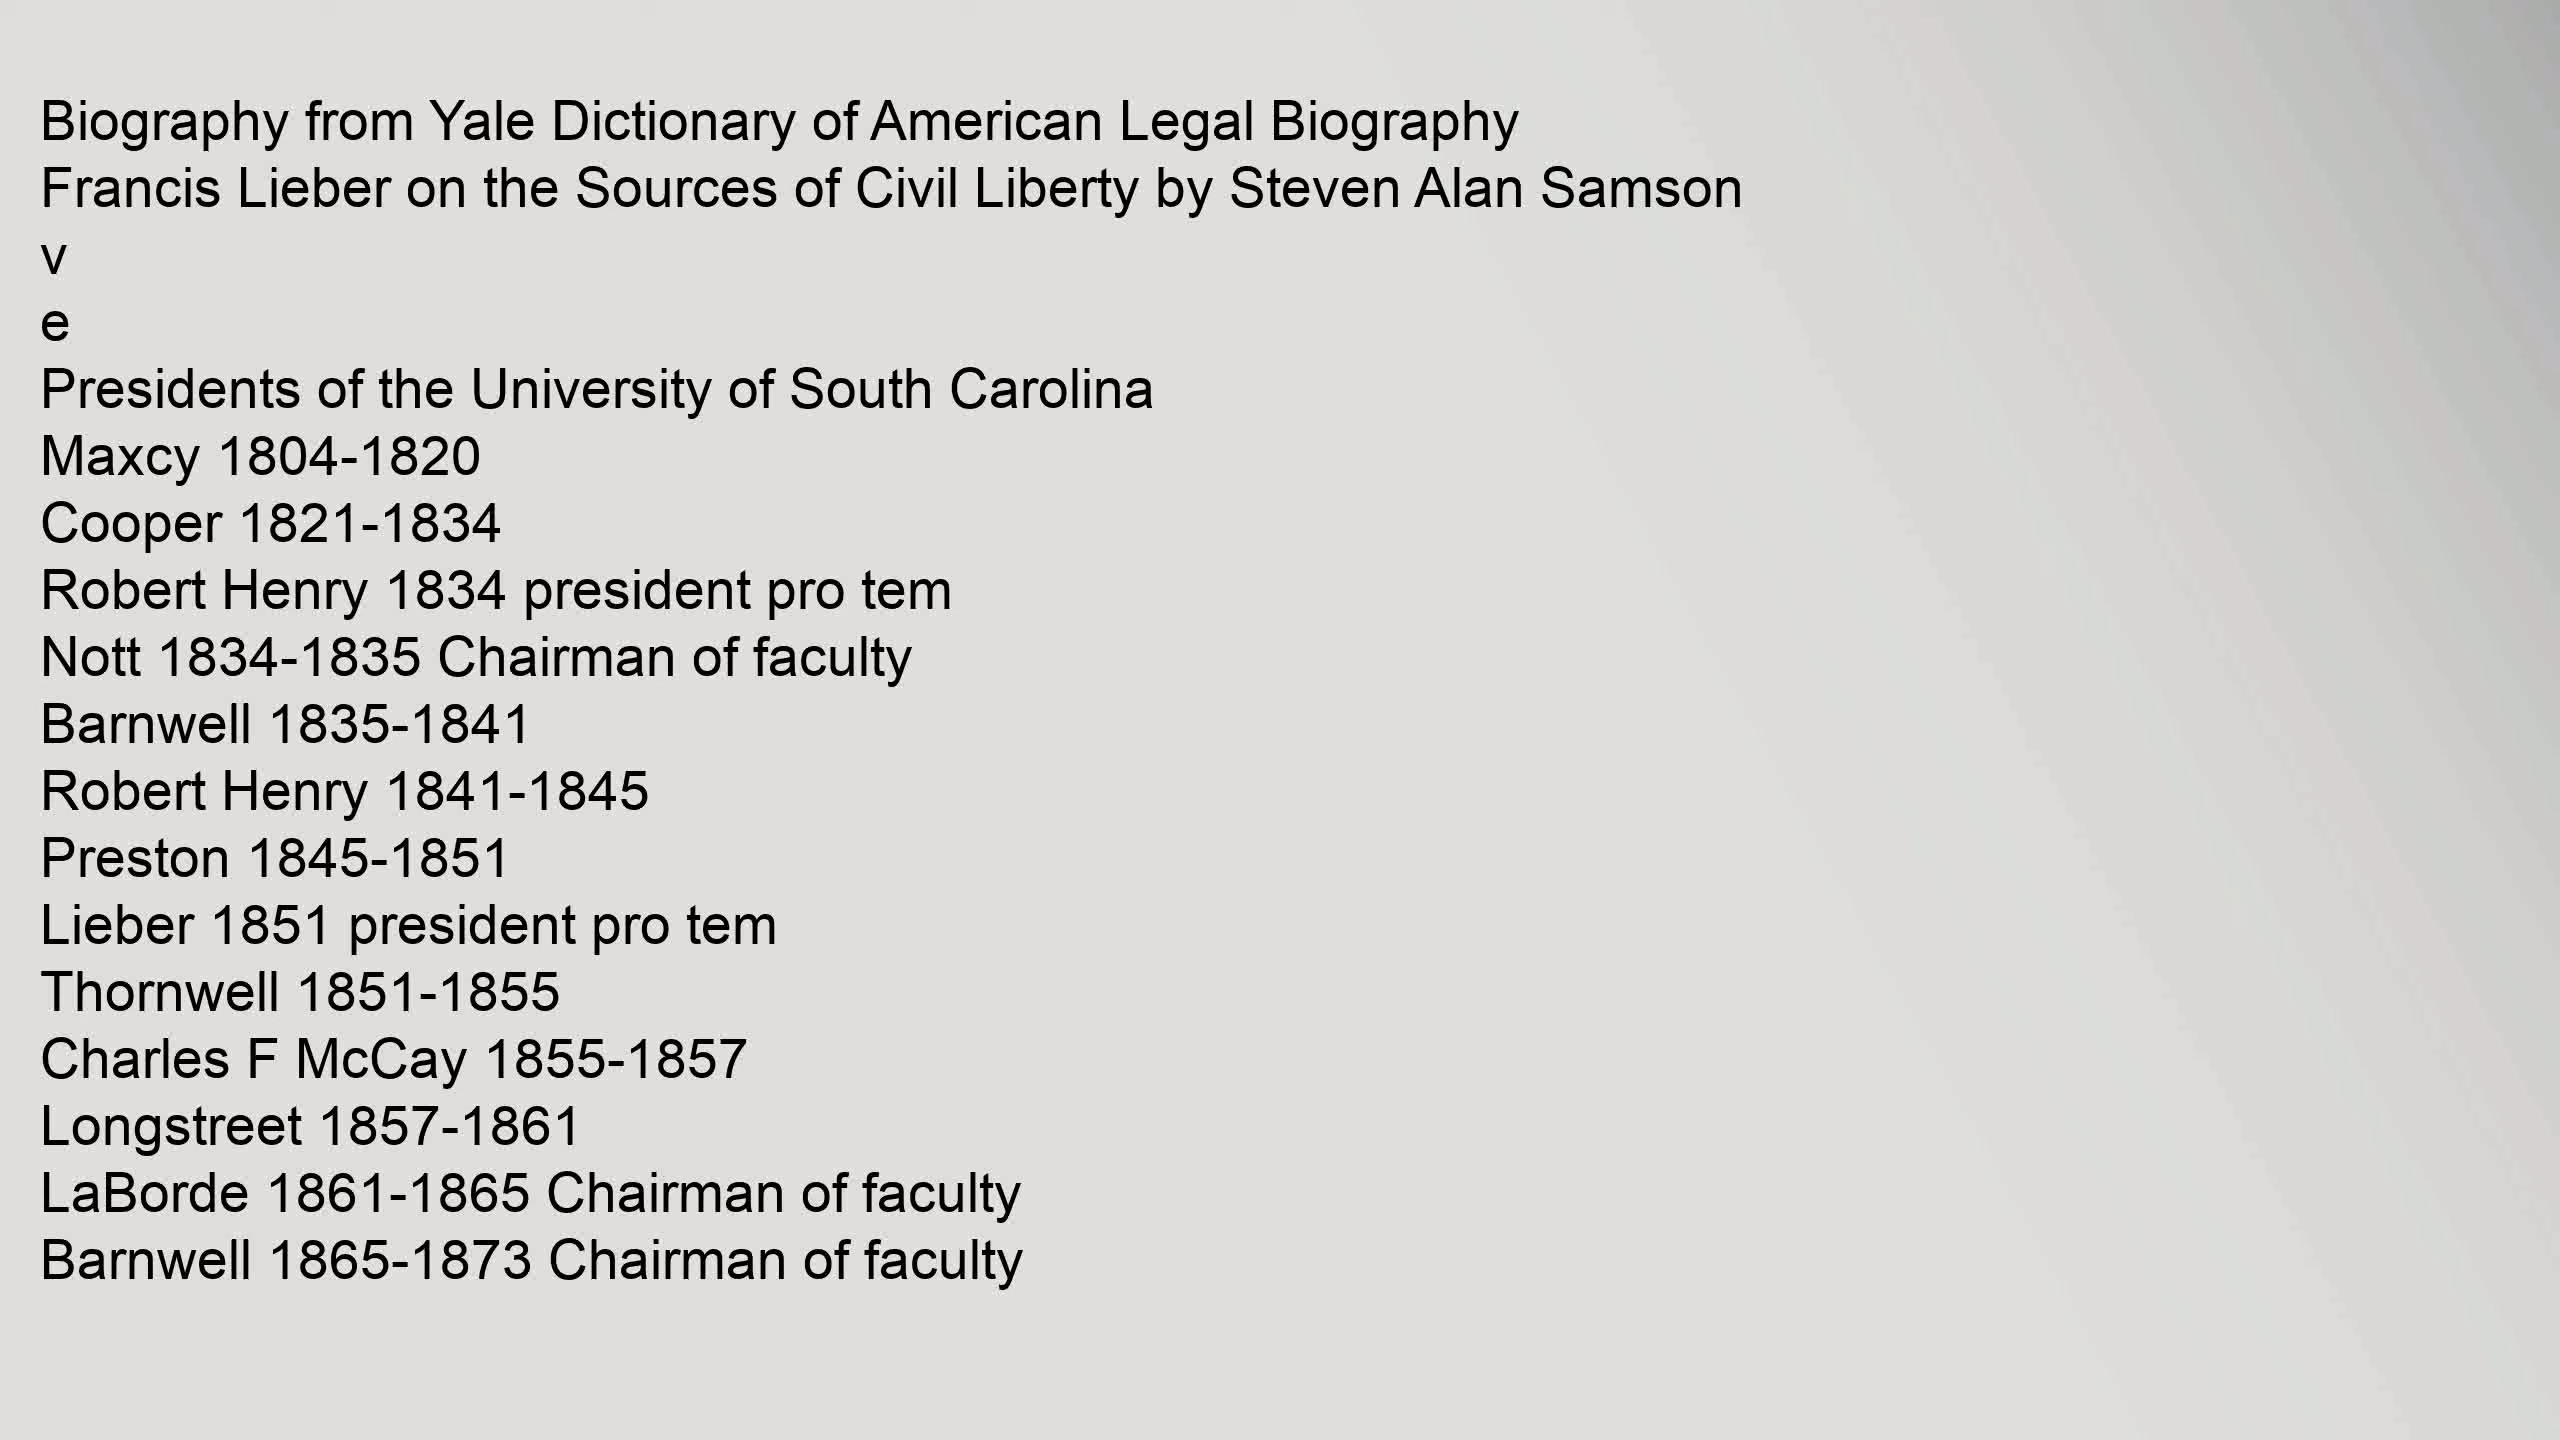 Biography from Yale Dictionary of American Legal Biography
Francis Lieber on the Sources of Civil Liberty by Steven Alan Samson
v
e
Presidents of the University of South Carolina
Maxcy 1804-1820
Cooper 1821-1834
Robert Henry 1834 president pro tem
Nott 1834-1835 Chairman of faculty
Barnwell 1835-1841
Robert Henry 1841-1845
Preston 1845-1851
Lieber 1851 president pro tem
Thornwell 1851-1855
Charles F McCay 1855-1857
Longstreet 1857-1861
LaBorde 1861-1865 Chairman of faculty
Barnwell 1865-1873 Chairman of faculty